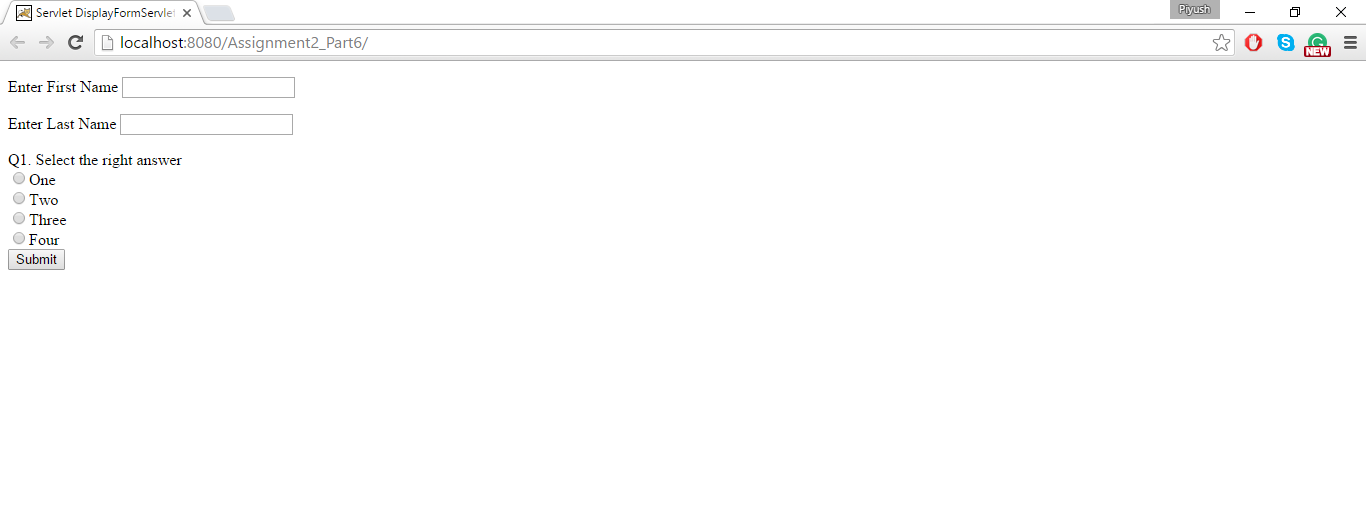 Servlet DisplayFormServlet
Piyush
localhost:8080/Assignment2_Part6/
NEW
Enter First Name
Enter Last Name
Q1. Select the right answer
One
Two
Three
Four
Submit